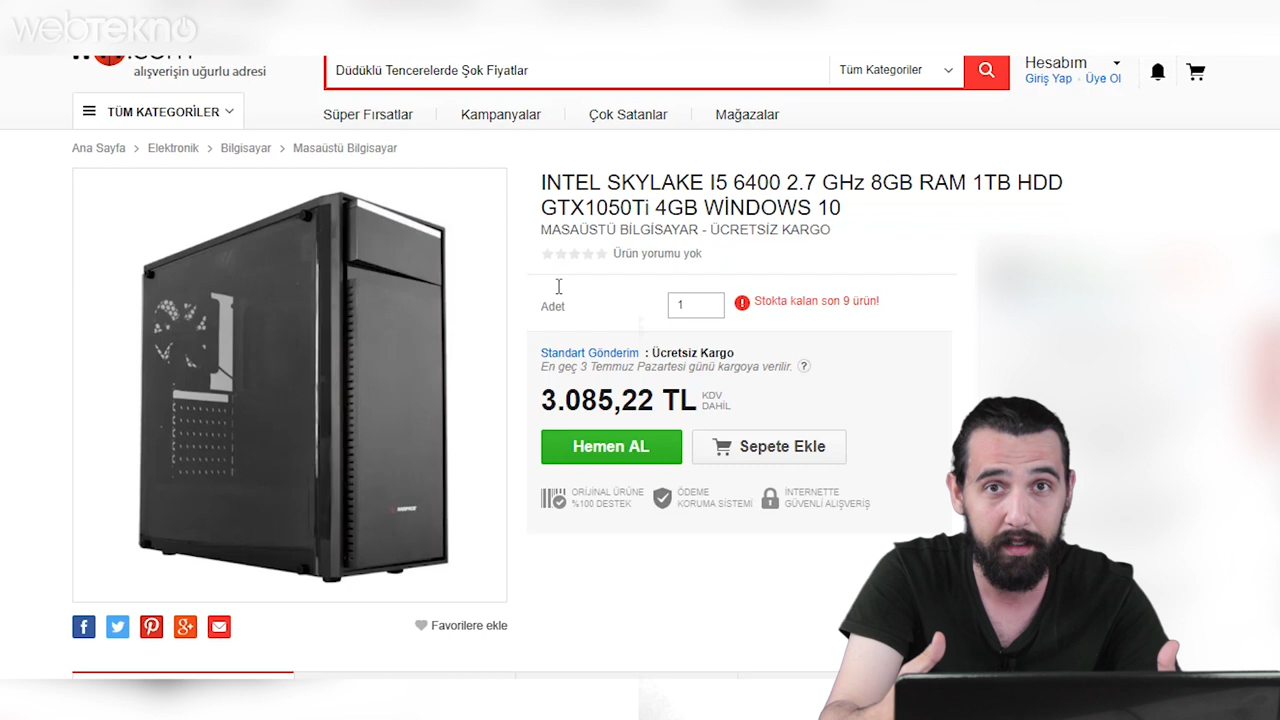 webtekno
alışverişin uğurlu adresi
Düdüklü Tencerelerde Şok Fiyatlar
Tüm Kategoriler
Hesabım
Giriş Yap · Üye Ol
TÜM KATEGORİLER
Süper Fırsatlar
Kampanyalar
Çok Satanlar
Mağazalar
Ana Sayfa > Elektronik > Bilgisayar > Masaüstü Bilgisayar
INTEL SKYLAKE I5 6400 2.7 GHz 8GB RAM 1TB HDD
GTX1050Ti 4GB WİNDOWS 10
MASAÜSTÜ BİLGİSAYAR - ÜCRETSİZ KARGO
Ürün yorumu yok
Adet
1
Stokta kalan son 9 ürün!
Standart Gönderim : Ücretsiz Kargo
En geç 3 Temmuz Pazartesi günü kargoya verilir. ?
3.085,22 TL
KDV
DAHİL
Hemen AL
Sepete Ekle
ORİJİNAL ÜRÜNE
%100 DESTEK
ÖDEME
KORUMA SİSTEMİ
İNTERNETTE
GÜVENLİ ALIŞVERİŞ
Favorilere ekle